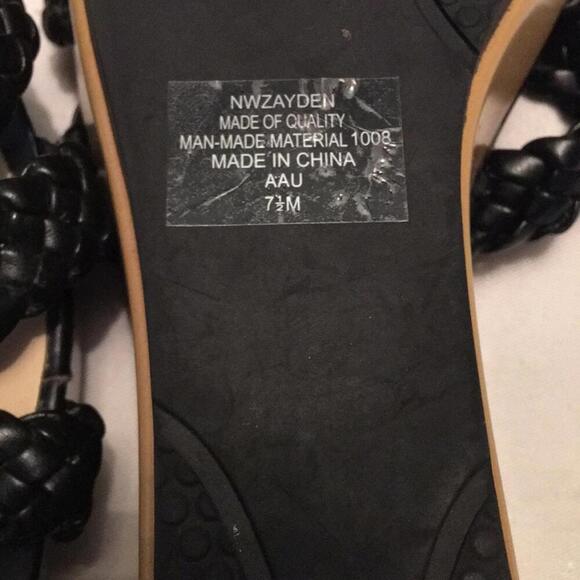 NWZAYDEN
MADE OF QUALITY
MAN-MADE MATERIAL 1008
MADE IN CHINA
AAU
7½M